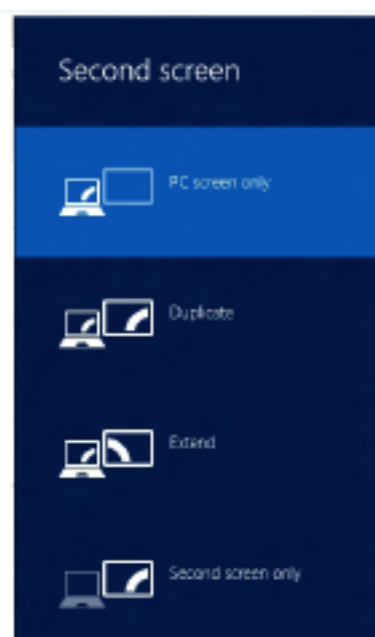 Second screen
PC screen only
Duplicate
Extend
Second screen only